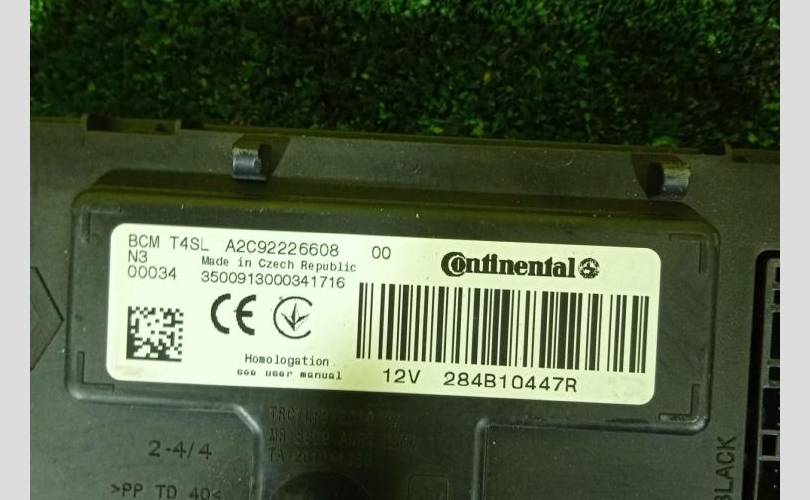 BCM T4SL A2C92226608 00
N3 Made in Czech Republic
00034 3500913000341716
Continental
CE
Homologation
see user manual
12V 284B10447R
2-4/4
>PP TD 40<
BLACK